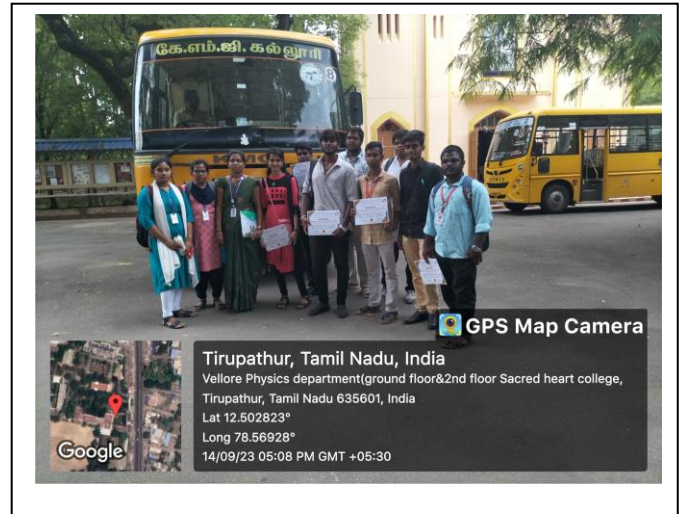 கே.எம்.ஜி. கல்லூரி
8
GPS Map Camera
Tirupathur, Tamil Nadu, India
Vellore Physics department(ground floor&2nd floor Sacred heart college,
Tirupathur, Tamil Nadu 635601, India
Lat 12.502823°
Long 78.56928°
14/09/23 05:08 PM GMT +05:30
Google